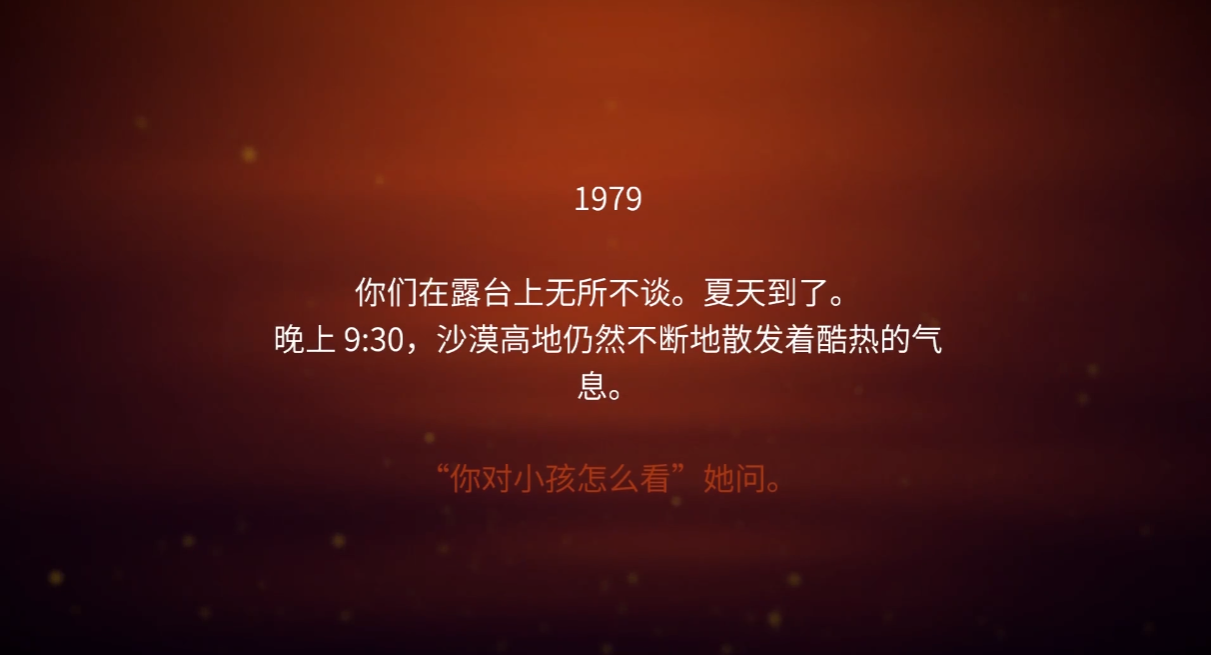 1979
你们在露台上无所不谈。夏天到了。
晚上 9:30，沙漠高地仍然不断地散发着酷热的气
息。
“你对小孩怎么看”她问。